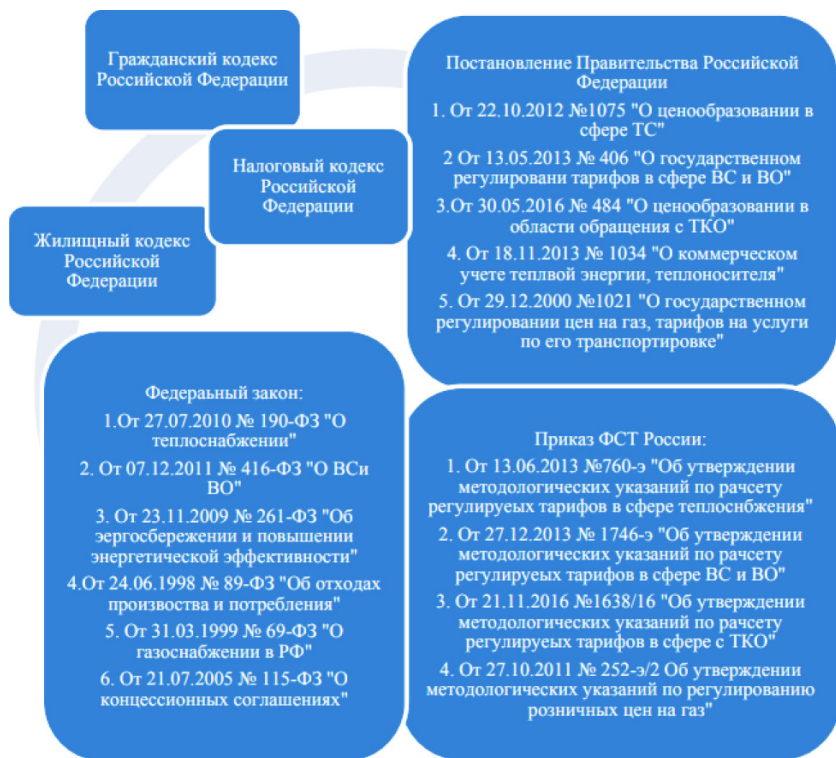 Гражданский кодекс
Российской Федерации
Налоговый кодекс
Российской
Федерации
Жилищный кодекс
Российской
Федерации
Постановление Правительства Российской
Федерации
1. От 22.10.2012 №1075 "О ценообразовании в
сфере ТС"
2 От 13.05.2013 № 406 "О государственном
регулировани тарифов в сфере ВС и ВО"
3.От 30.05.2016 № 484 "О ценообразовании в
области обращения с ТКО"
4. От 18.11.2013 № 1034 "О коммерческом
учете теплвой энергии, теплоносителя"
5. От 29.12.2000 №1021 "О государственном
регулировании цен на газ, тарифов на услуги
по его транспортировке"
Федераьный закон:
1.От 27.07.2010 № 190-ФЗ "О
теплоснабжении"
2. От 07.12.2011 № 416-ФЗ "О ВСи
ВО"
3. От 23.11.2009 № 261-ФЗ "Об
эергосбережении и повышении
энергетической эффективности"
4.От 24.06.1998 № 89-ФЗ "Об отходах
произвоства и потребления"
5. От 31.03.1999 № 69-ФЗ "О
газоснабжении в РФ"
6. От 21.07.2005 № 115-ФЗ "О
концессионных соглашениях"
Приказ ФСТ России:
1. От 13.06.2013 №760-э "Об утверждении
методологических указаний по рачсету
регулируеых тарифов в сфере теплоснбжения"
2. От 27.12.2013 № 1746-э "Об утверждении
методологических указаний по рачсету
регулируеых тарифов в сфере ВС и ВО"
3. От 21.11.2016 №1638/16 "Об утверждении
методологических указаний по рачсету
регулируеых тарифов в сфере с ТКО"
4. От 27.10.2011 № 252-э/2 Об утверждении
методологических указаний по регулированию
розничных цен на газ"